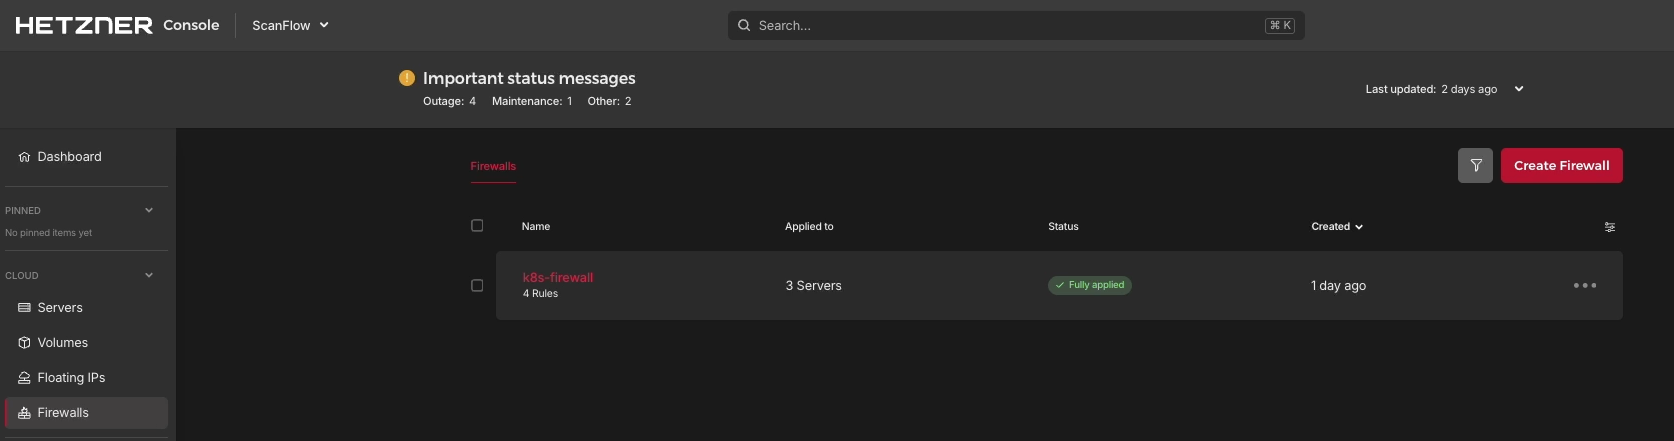 HETZNER Console ScanFlow Search... ⌘ K
Important status messages
Outage: 4 Maintenance: 1 Other: 2
Last updated: 2 days ago
Dashboard
PINNED
No pinned items yet
CLOUD
Servers
Volumes
Floating IPs
Firewalls
Firewalls
Create Firewall
Name Applied to Status Created
k8s-firewall
4 Rules
3 Servers
Fully applied
1 day ago